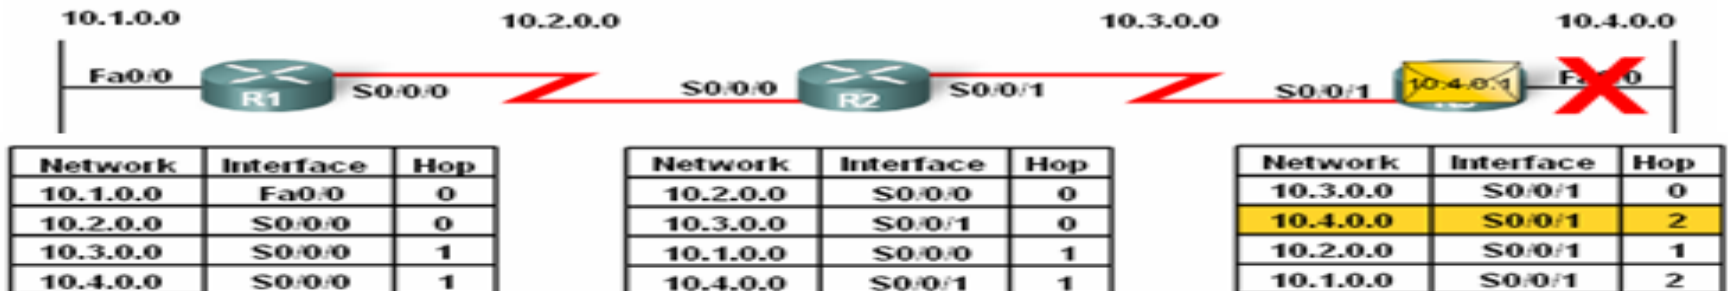 10.1.0.0 10.2.0.0 10.3.0.0 10.4.0.0
Fa0/0 R1 S0/0/0 S0/0/0 R2 S0/0/1 S0/0/1 10.4.0.1
Network Interface Hop
10.1.0.0 Fa0/0 0
10.2.0.0 S0/0/0 0
10.3.0.0 S0/0/0 1
10.4.0.0 S0/0/0 1
Network Interface Hop
10.2.0.0 S0/0/0 0
10.3.0.0 S0/0/1 0
10.1.0.0 S0/0/0 1
10.4.0.0 S0/0/1 1
Network Interface Hop
10.3.0.0 S0/0/1 0
10.4.0.0 S0/0/1 2
10.2.0.0 S0/0/1 1
10.1.0.0 S0/0/1 2